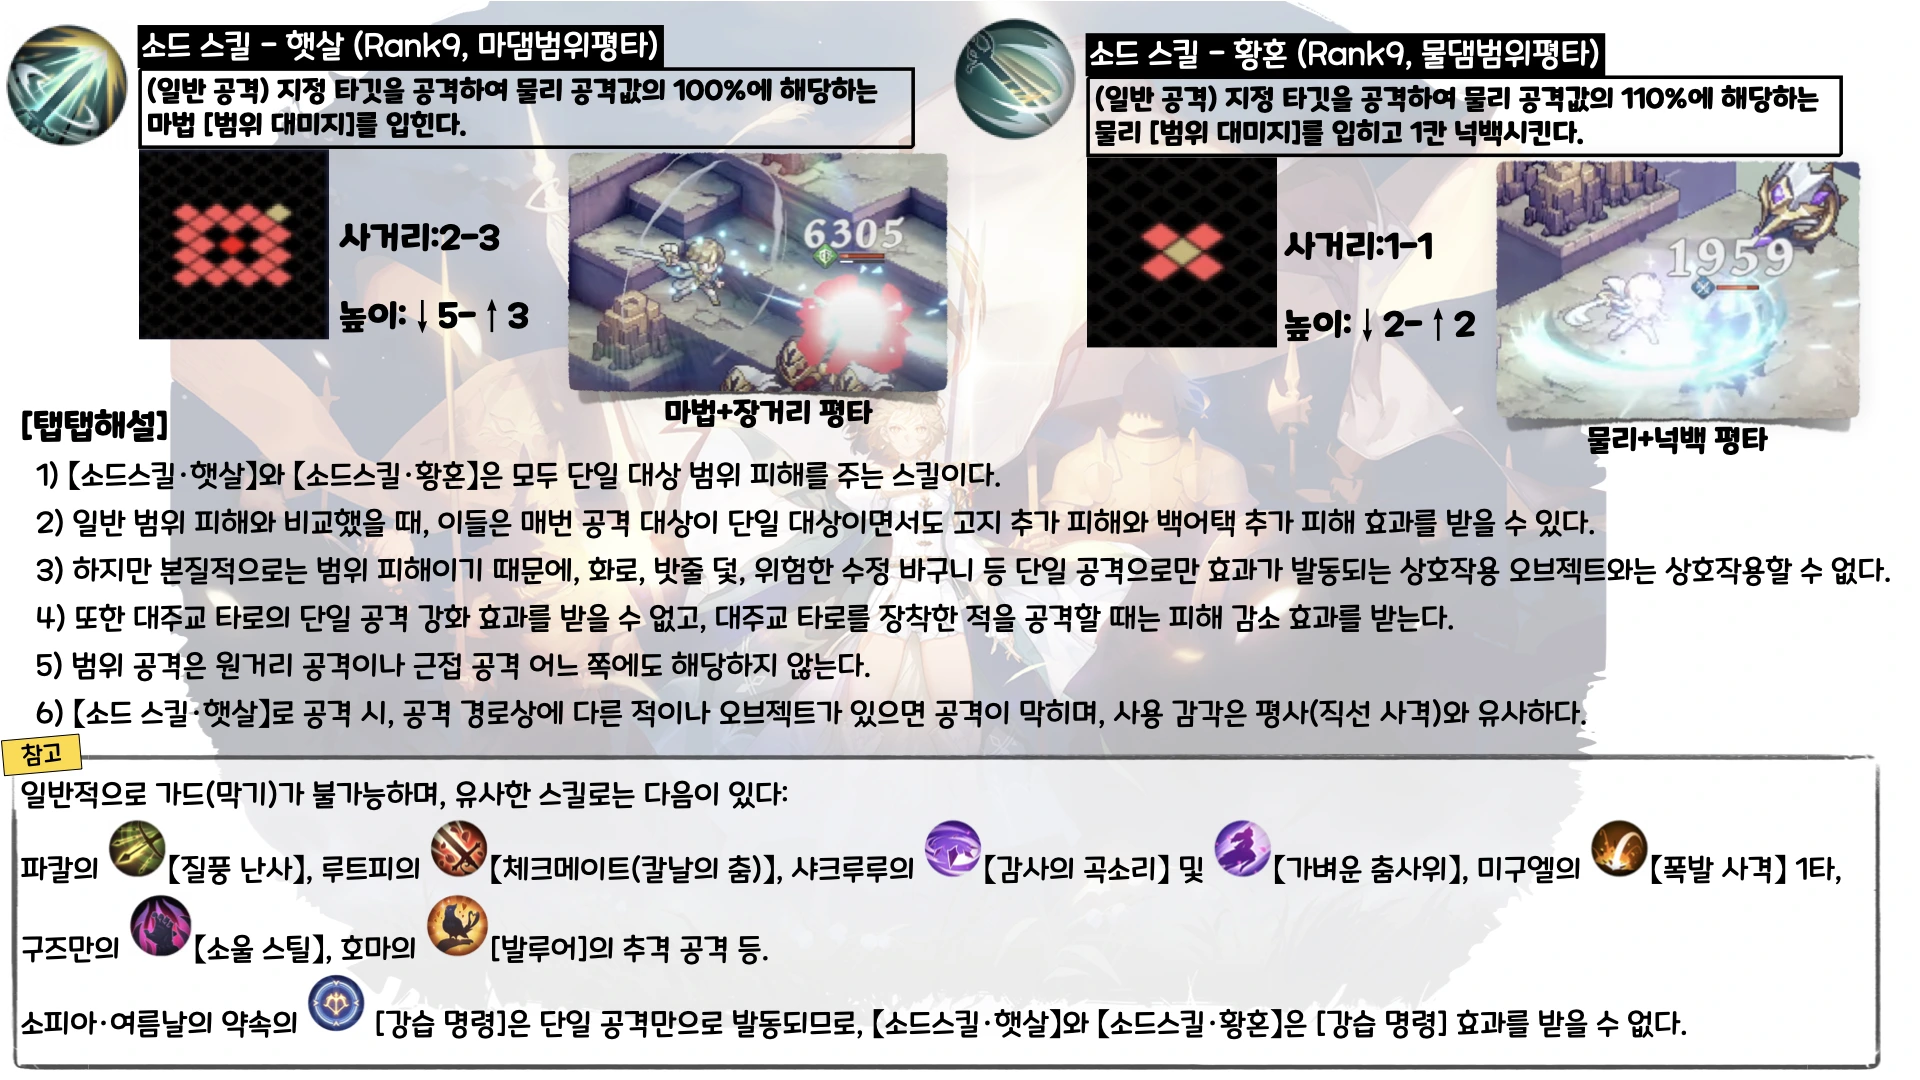 소드 스킬 - 햇살 (Rank9, 마댐범위평타)
(일반 공격) 지정 타깃을 공격하여 물리 공격값의 100%에 해당하는
마법 [범위 대미지]를 입힌다.
사거리:2-3
높이:↓5-↑3
6305
마법+장거리 평타
소드 스킬 - 황혼 (Rank9, 물댐범위평타)
(일반 공격) 지정 타깃을 공격하여 물리 공격값의 110%에 해당하는
물리 [범위 대미지]를 입히고 1칸 넉백시킨다.
사거리:1-1
높이:↓2-↑2
1959
물리+넉백 평타
[탭탭해설]
1) 【소드스킬·햇살】와 【소드스킬·황혼】은 모두 단일 대상 범위 피해를 주는 스킬이다.
2) 일반 범위 피해와 비교했을 때, 이들은 매번 공격 대상이 단일 대상이면서도 고지 추가 피해와 백어택 추가 피해 효과를 받을 수 있다.
3) 하지만 본질적으로는 범위 피해이기 때문에, 화로, 밧줄 덫, 위험한 수정 바구니 등 단일 공격으로만 효과가 발동되는 상호작용 오브젝트와는 상호작용할 수 없다.
4) 또한 대주교 타로의 단일 공격 강화 효과를 받을 수 없고, 대주교 타로를 장착한 적을 공격할 때는 피해 감소 효과를 받는다.
5) 범위 공격은 원거리 공격이나 근접 공격 어느 쪽에도 해당하지 않는다.
6) 【소드 스킬·햇살】로 공격 시, 공격 경로상에 다른 적이나 오브젝트가 있으면 공격이 막히며, 사용 감각은 평사(직선 사격)와 유사하다.
참고
일반적으로 가드(막기)가 불가능하며, 유사한 스킬로는 다음이 있다:
파칼의 【질풍 난사】, 루트피의 【체크메이트(칼날의 춤)】, 샤크루루의 【감사의 곡소리】 및 【가벼운 춤사위】, 미구엘의 【폭발 사격】 1타,
구즈만의 【소울 스틸】, 호마의 [발루어]의 추격 공격 등.
소피아·여름날의 약속의 [강습 명령]은 단일 공격만으로 발동되므로, 【소드스킬·햇살】와 【소드스킬·황혼】은 [강습 명령] 효과를 받을 수 없다.